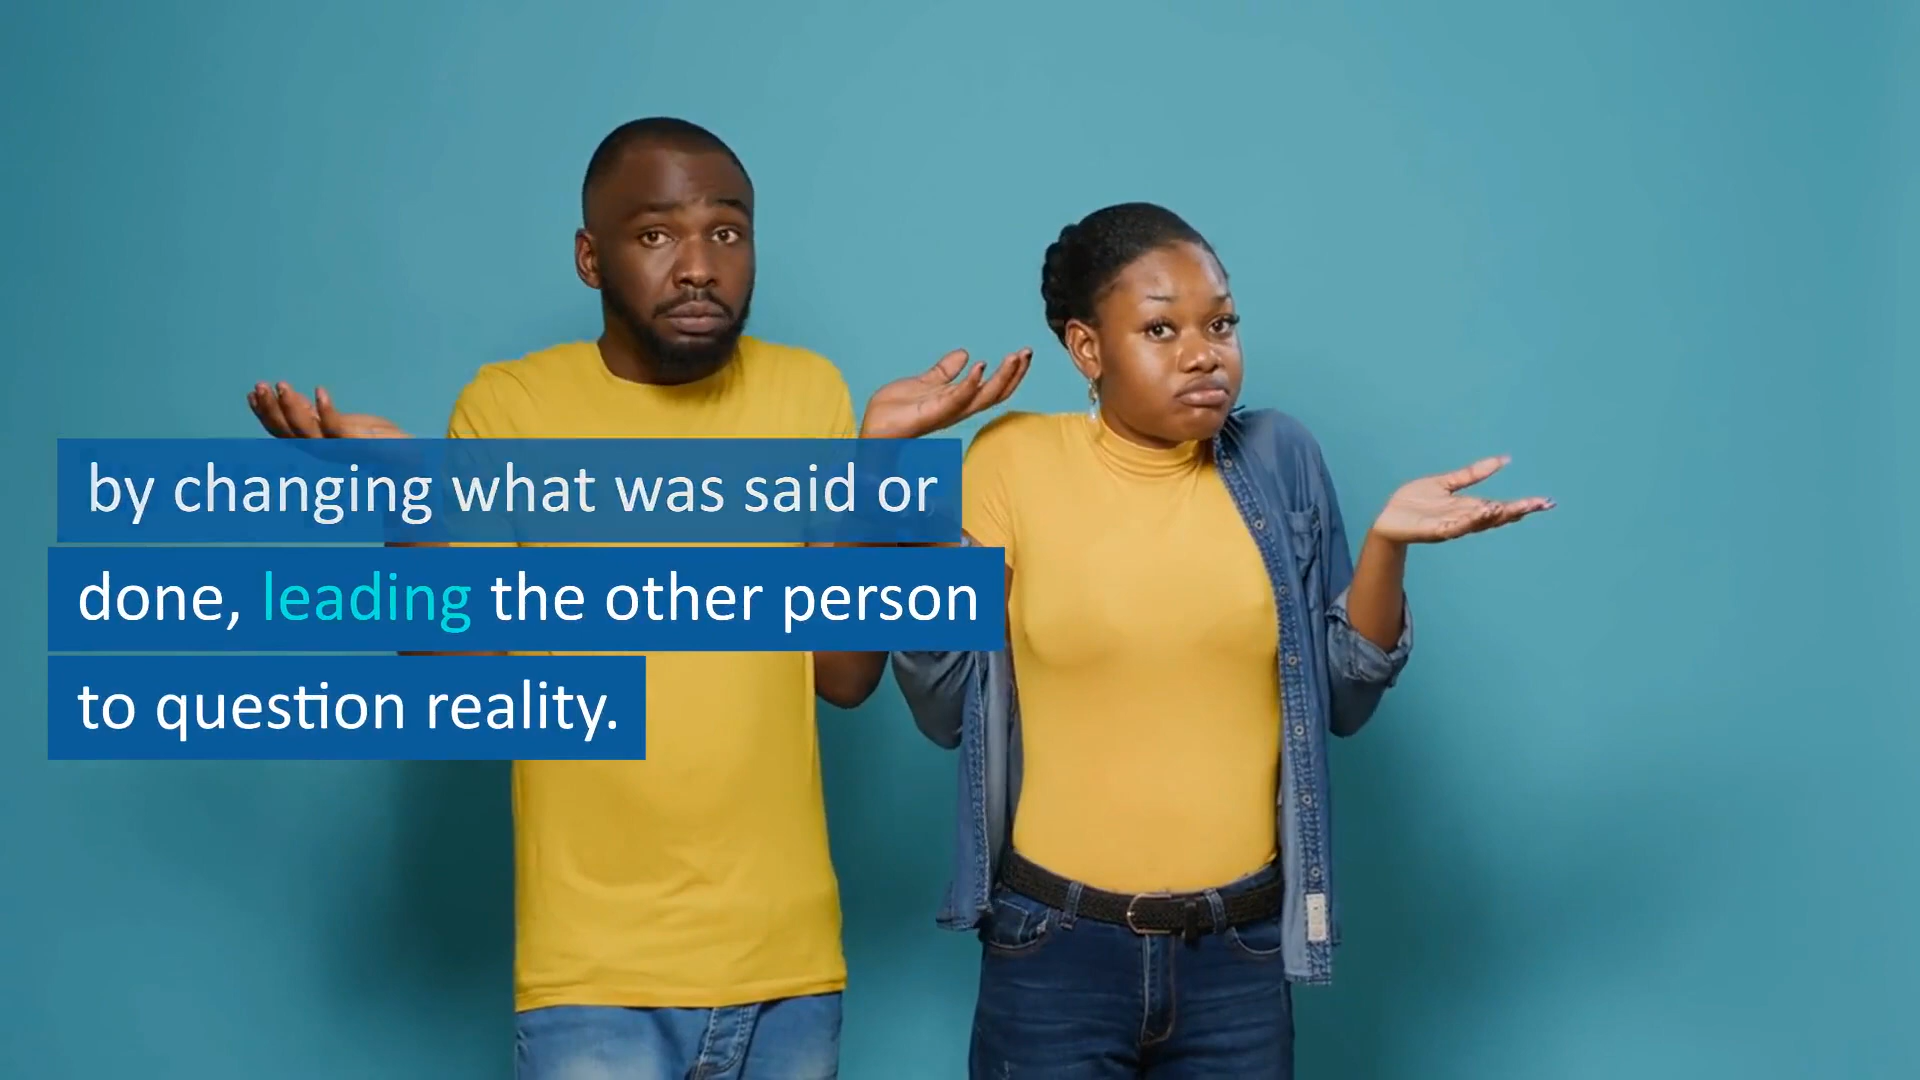 by changing what was said or
done, leading the other person
to question reality.